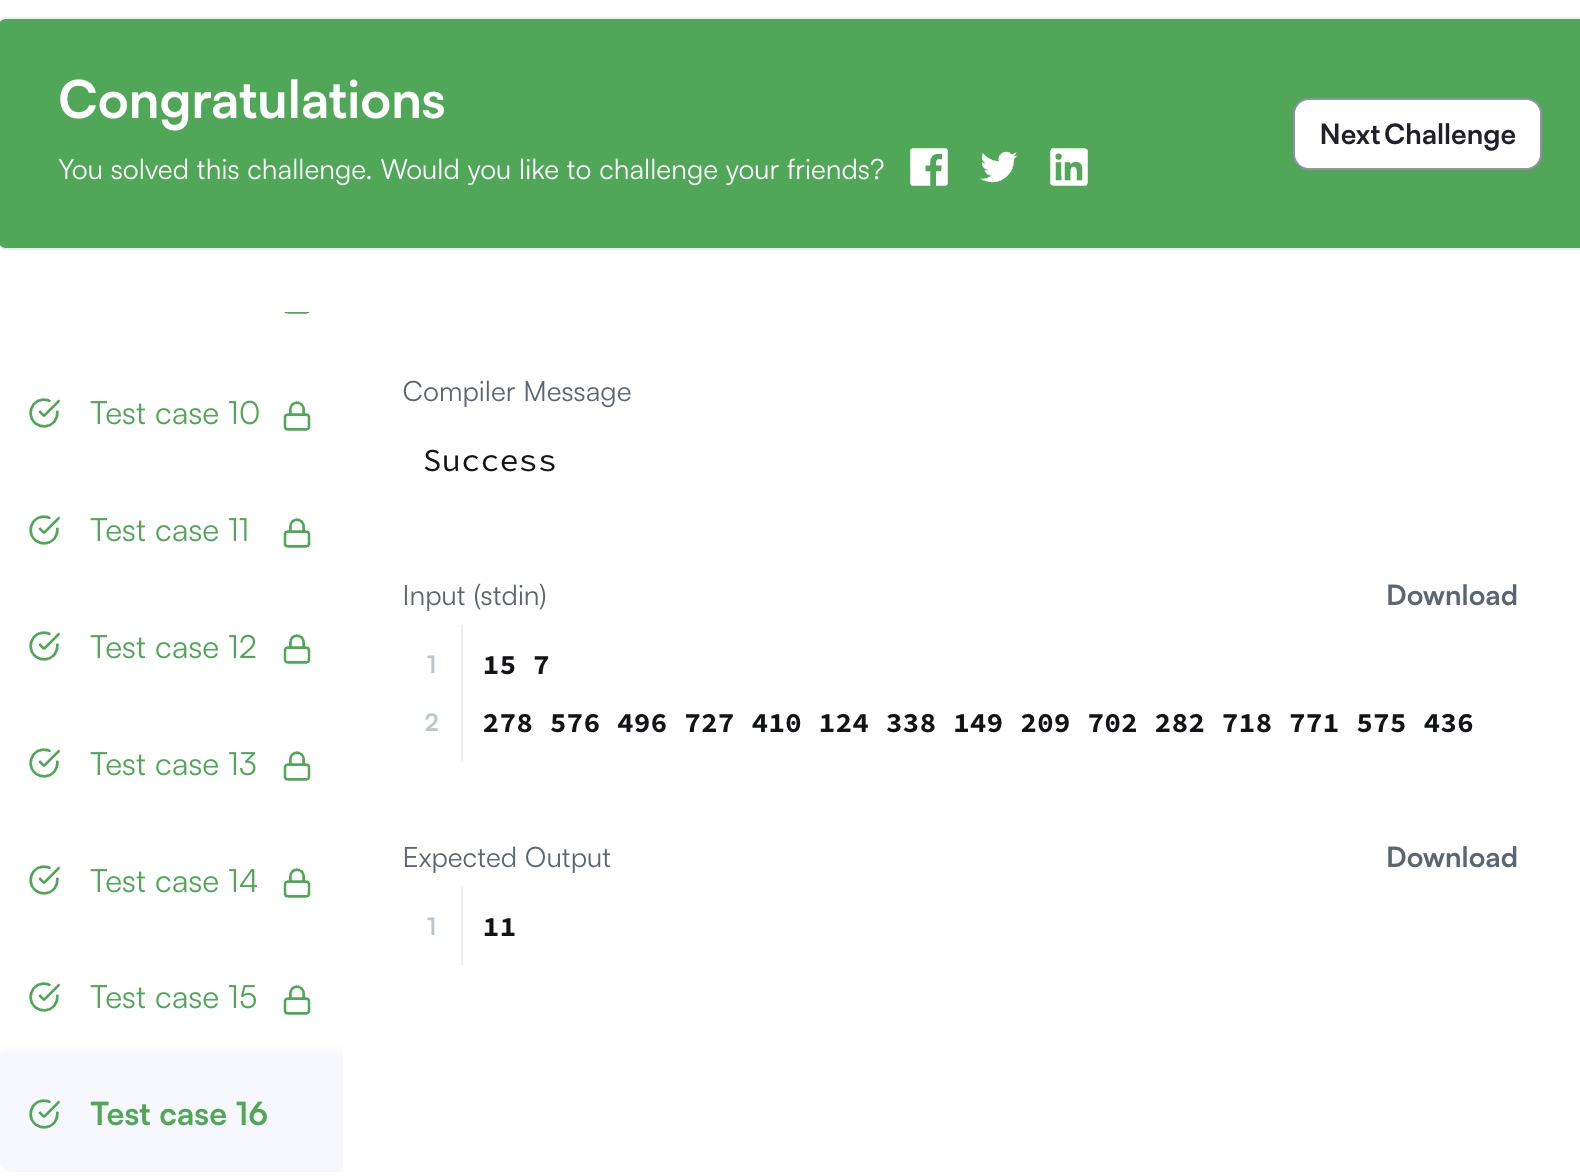 Congratulations
You solved this challenge. Would you like to challenge your friends?
Next Challenge
Test case 10
Test case 11
Test case 12
Test case 13
Test case 14
Test case 15
Test case 16
Compiler Message
Success
Input (stdin)
Download
1 15 7
2 278 576 496 727 410 124 338 149 209 702 282 718 771 575 436
Expected Output
Download
1 11